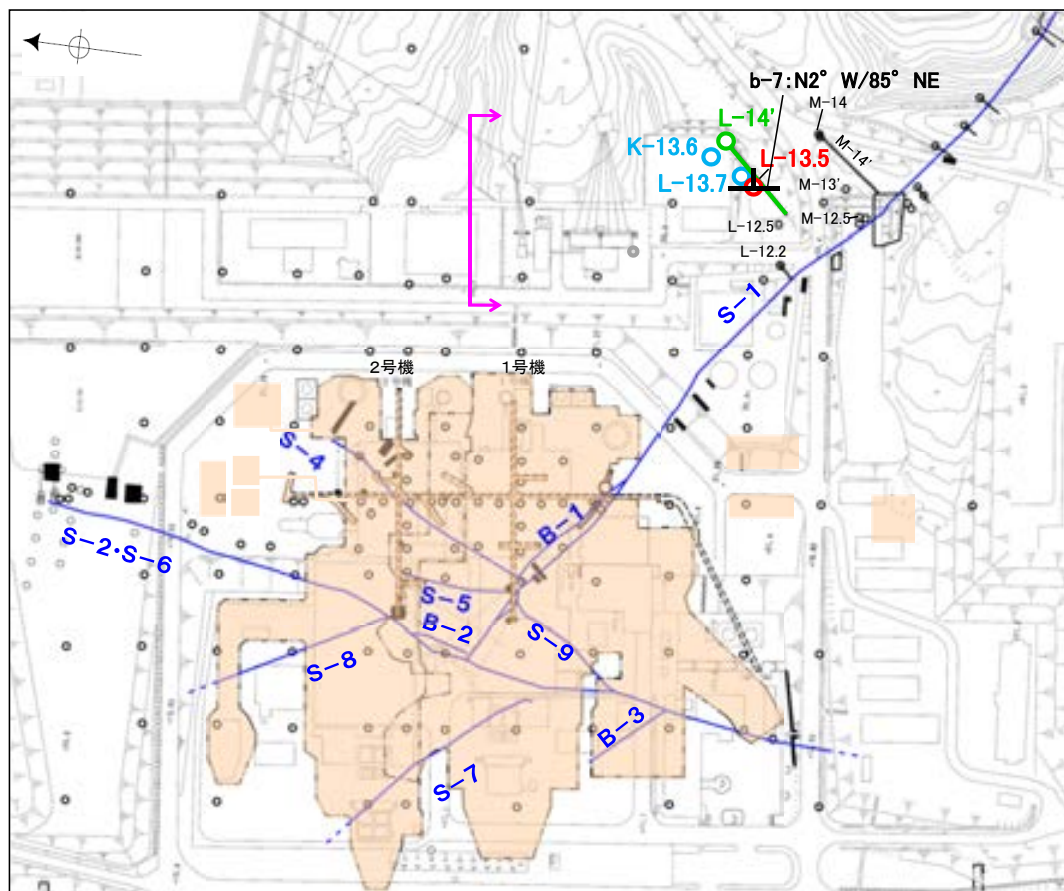 b-7:N2° W/85° NE
M-14
L-14'
K-13.6
M-14'
L-13.5
L-13.7
M-13'
M-12.5
L-12.5
L-12.2
S-1
2号機
1号機
S-4
B-1
S-2・S-6
S-5
B-2
S-9
S-8
B-3
S-7